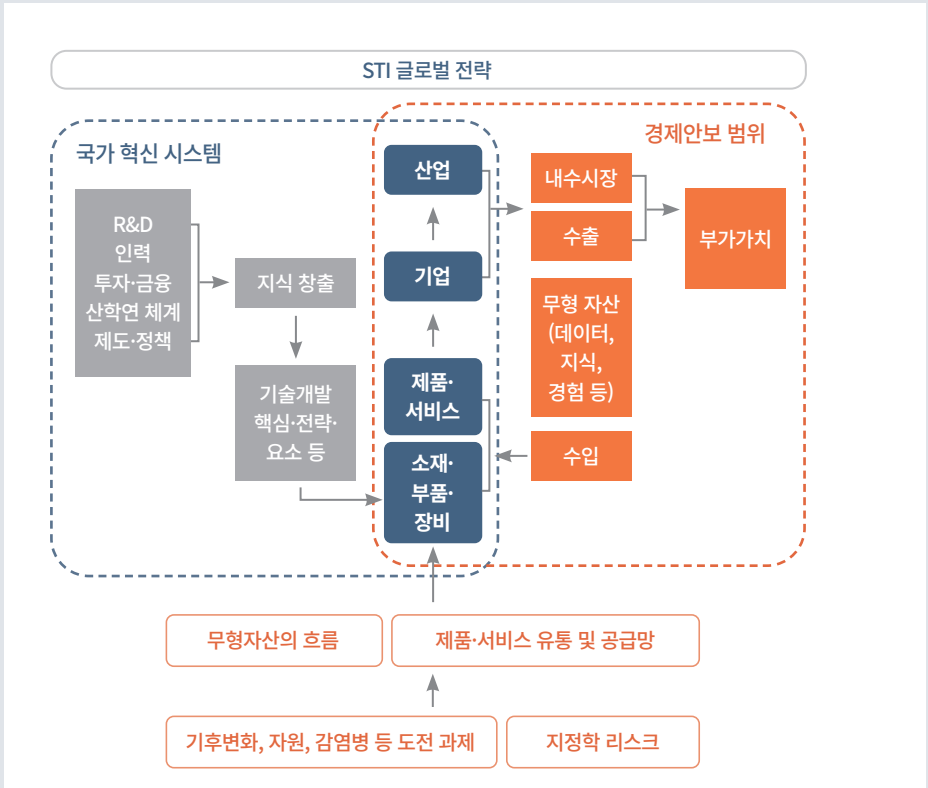 STI 글로벌 전략
국가 혁신 시스템
경제안보 범위
R&D
인력
투자·금융
산학연 체계
제도·정책
지식 창출
기술개발
핵심·전략·
요소 등
산업
기업
제품·
서비스
소재·
부품·
장비
내수시장
수출
무형 자산
(데이터,
지식,
경험 등)
수입
부가가치
무형자산의 흐름
제품·서비스 유통 및 공급망
기후변화, 자원, 감염병 등 도전 과제
지정학 리스크